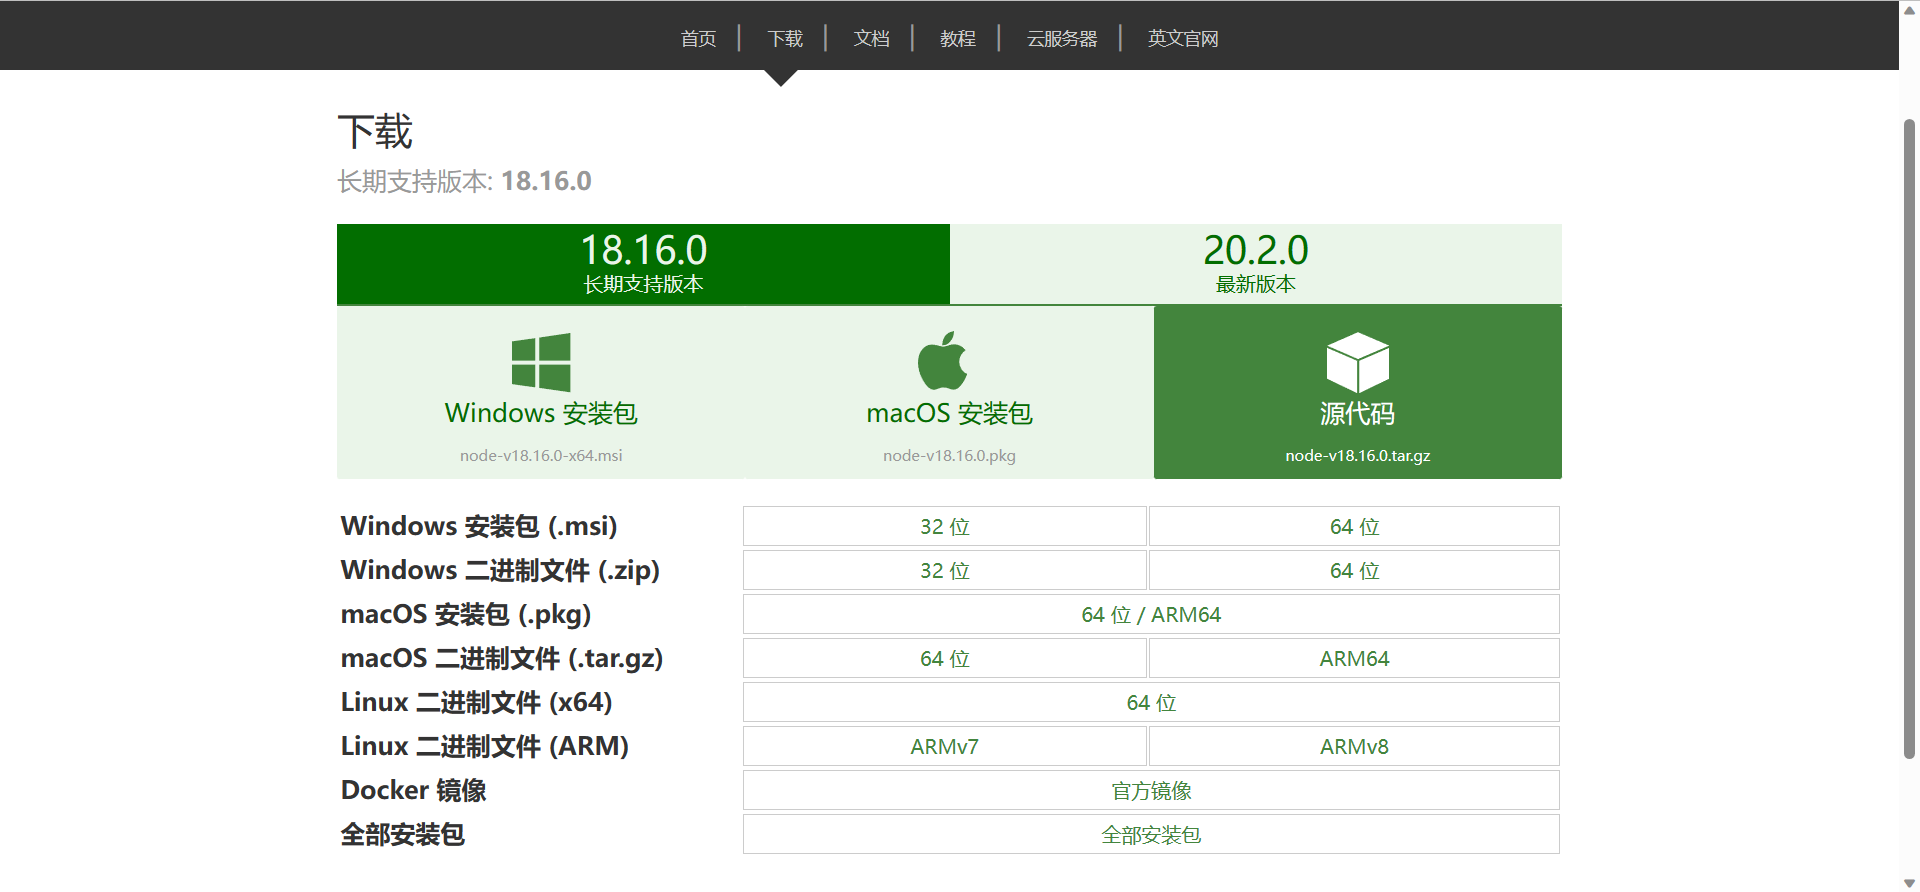 首页 下载 文档 教程 云服务器 英文官网
下载
长期支持版本: 18.16.0
18.16.0
长期支持版本
20.2.0
最新版本
Windows 安装包
node-v18.16.0-x64.msi
macOS 安装包
node-v18.16.0.pkg
源代码
node-v18.16.0.tar.gz
Windows 安装包 (.msi) 32 位 64 位
Windows 二进制文件 (.zip) 32 位 64 位
macOS 安装包 (.pkg) 64 位 / ARM64
macOS 二进制文件 (.tar.gz) 64 位 ARM64
Linux 二进制文件 (x64) 64 位
Linux 二进制文件 (ARM) ARMv7 ARMv8
Docker 镜像 官方镜像
全部安装包 全部安装包